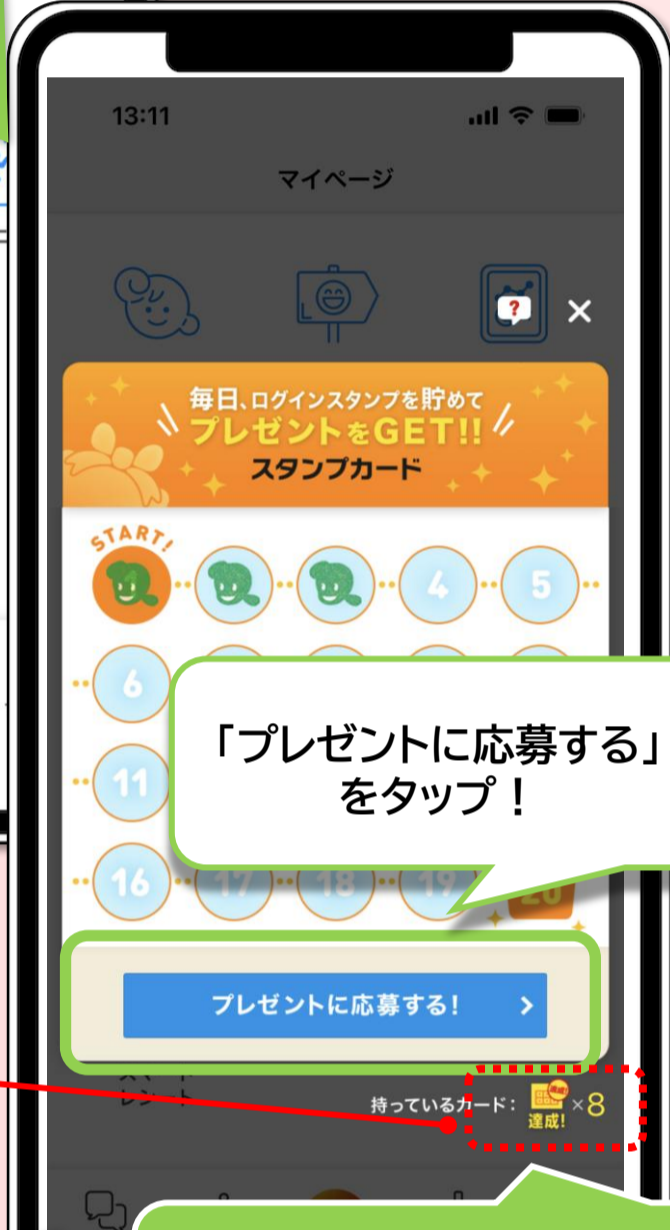 13:11
マイページ
?
×
毎日、ログインスタンプを貯めて
プレゼントをGET!!
スタンプカード
START!
4
5
6
「プレゼントに応募する」
をタップ！
11
16
17
18
19
20
プレゼントに応募する!
レシート
持っているカード：
達成!
×8